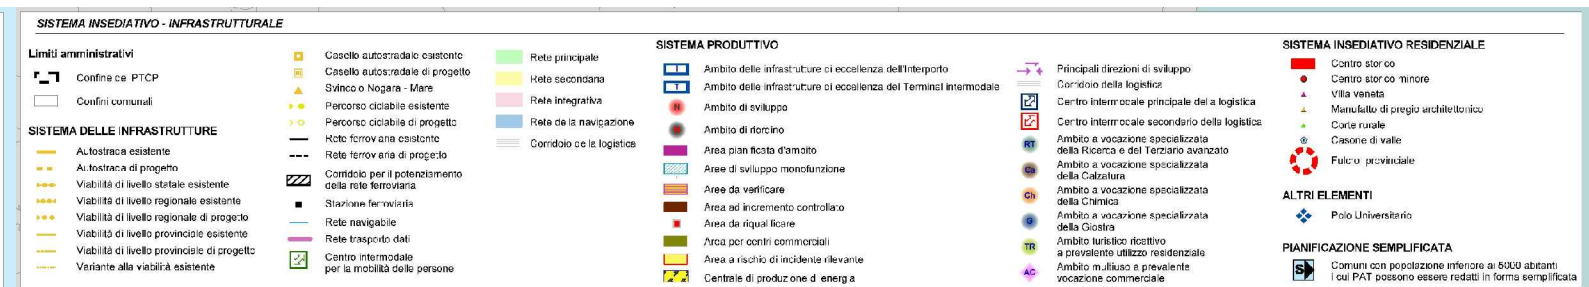 SISTEMA INSEDIATIVO - INFRASTRUTTURALE
Limiti amministrativi
Confine del PTCP
Confini comunali
SISTEMA DELLE INFRASTRUTTURE
Autostrada esistente
Autostrada di progetto
Viabilità di livello statale esistente
Viabilità di livello regionale esistente
Viabilità di livello regionale di progetto
Viabilità di livello provinciale esistente
Viabilità di livello provinciale di progetto
Variante alla viabilità esistente
Casello autostradale esistente
Casello autostradale di progetto
Svincolo Nogara - Mare
Percorso ciclabile esistente
Percorso ciclabile di progetto
Rete ferroviaria esistente
Rete ferroviaria di progetto
Corridoio per il potenziamento
della rete ferroviaria
Stazione ferroviaria
Rete navigabile
Rete trasporto dati
Centro intermodale
per la mobilità delle persone
Rete principale
Rete secondaria
Rete integrativa
Rete della navigazione
Corridoio della logistica
SISTEMA PRODUTTIVO
I Ambito delle infrastrutture di eccellenza dell'Interporto
T Ambito delle infrastrutture di eccellenza del Terminal intermodale
N Ambito di sviluppo
Ambito di riordino
Area pianificata d'ambito
Aree di sviluppo monofunzione
Aree da verificare
Area ad incremento controllato
Area da riqualificare
Area per centri commerciali
Area a rischio di incidente rilevante
Centrale di produzione di energia
Principali direzioni di sviluppo
Corridoio della logistica
Centro intermodale principale della logistica
Centro intermodale secondario della logistica
RT Ambito a vocazione specializzata
della Ricerca e del Terziario avanzato
Ca Ambito a vocazione specializzata
della Calzatura
Ch Ambito a vocazione specializzata
della Chimica
G Ambito a vocazione specializzata
della Giostra
TR Ambito turistico ricettivo
a prevalente utilizzo residenziale
AC Ambito multiuso a prevalente
vocazione commerciale
SISTEMA INSEDIATIVO RESIDENZIALE
Centro storico
Centro storico minore
Villa veneta
Manufatto di pregio architettonico
Corte rurale
Casone di valle
Fulcro provinciale
ALTRI ELEMENTI
Polo Universitario
PIANIFICAZIONE SEMPLIFICATA
S Comuni con popolazione inferiore ai 5000 abitanti
i cui PAT possono essere redatti in forma semplificata